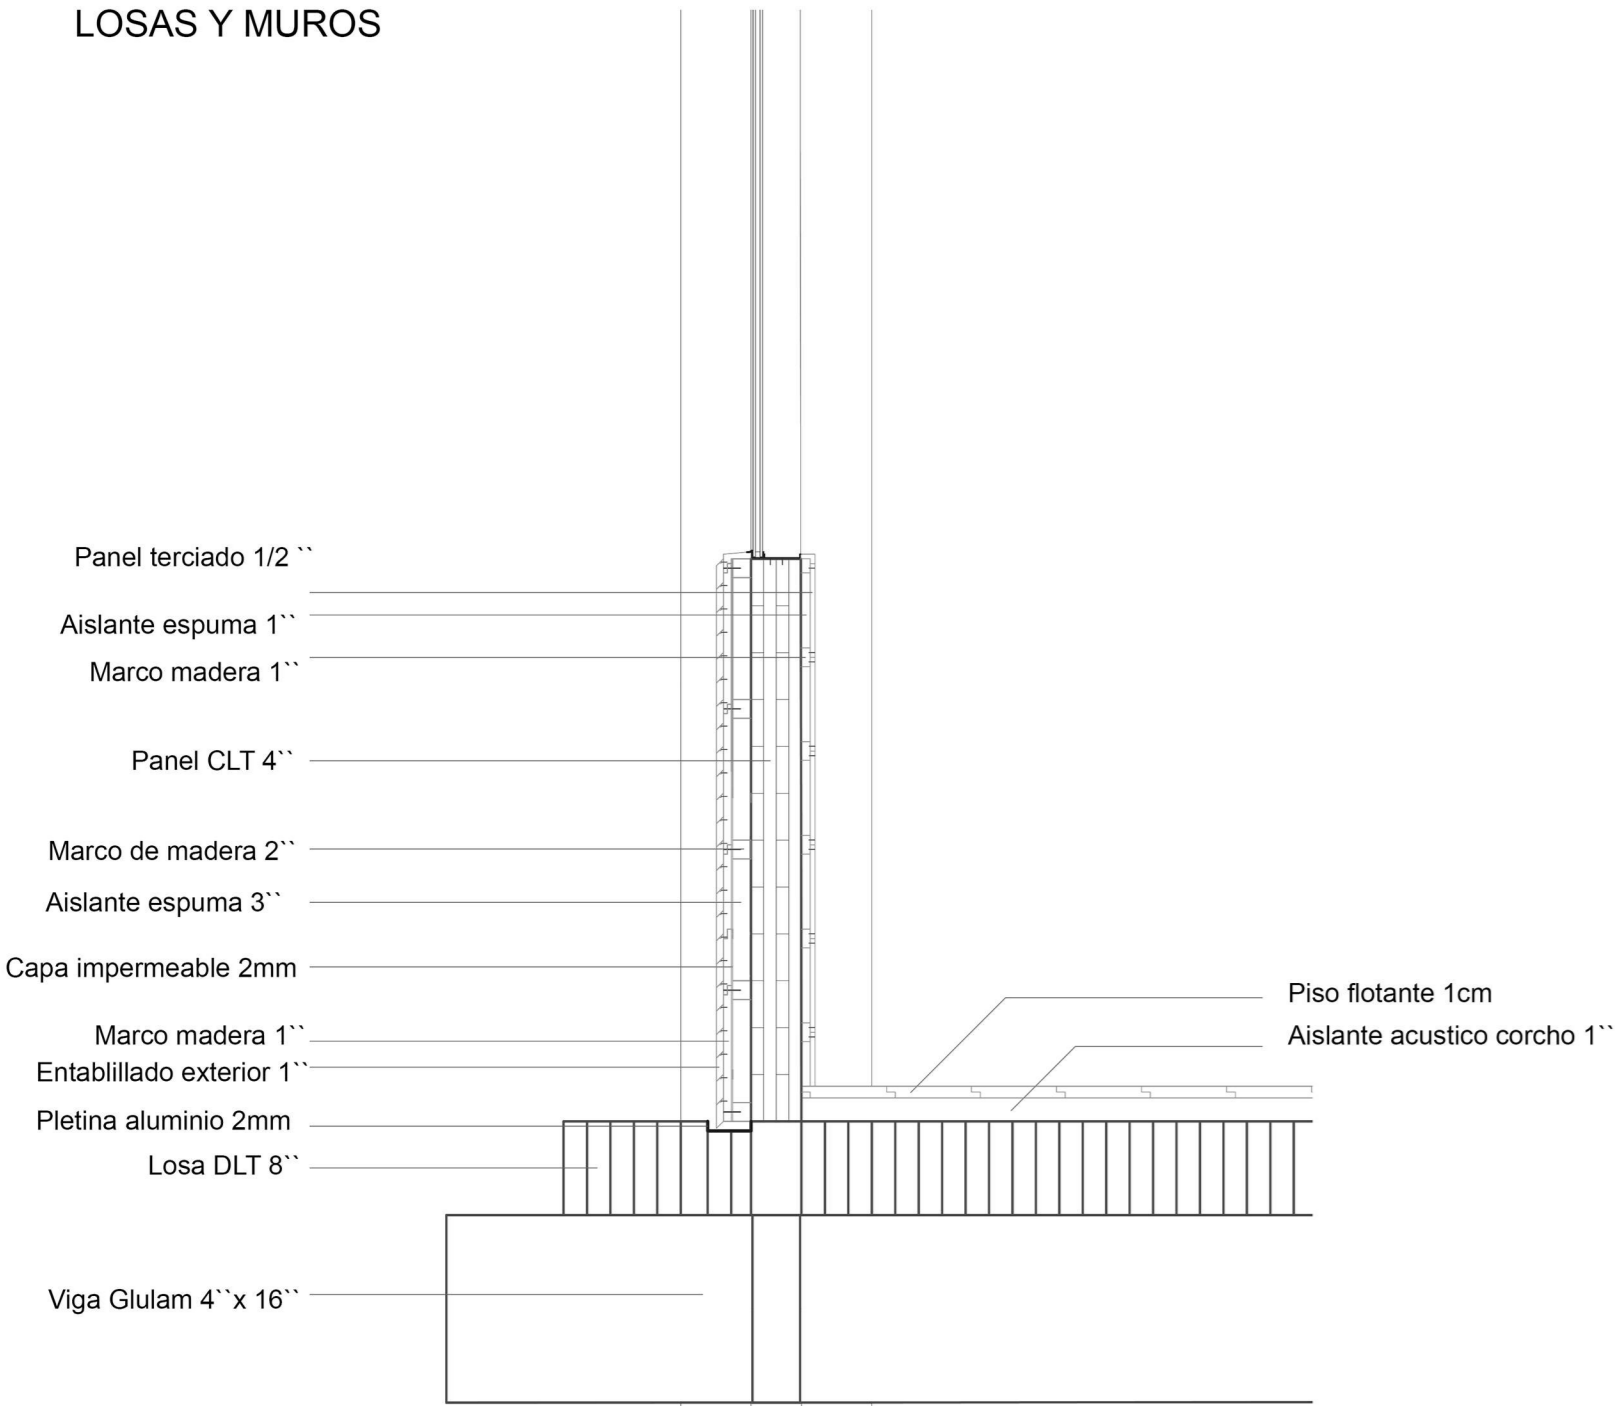 LOSAS Y MUROS
Panel terciado 1/2 ``
Aislante espuma 1``
Marco madera 1``
Panel CLT 4``
Marco de madera 2``
Aislante espuma 3``
Capa impermeable 2mm
Marco madera 1``
Entablillado exterior 1``
Pletina aluminio 2mm
Losa DLT 8``
Viga Glulam 4``x 16``
Piso flotante 1cm
Aislante acustico corcho 1``